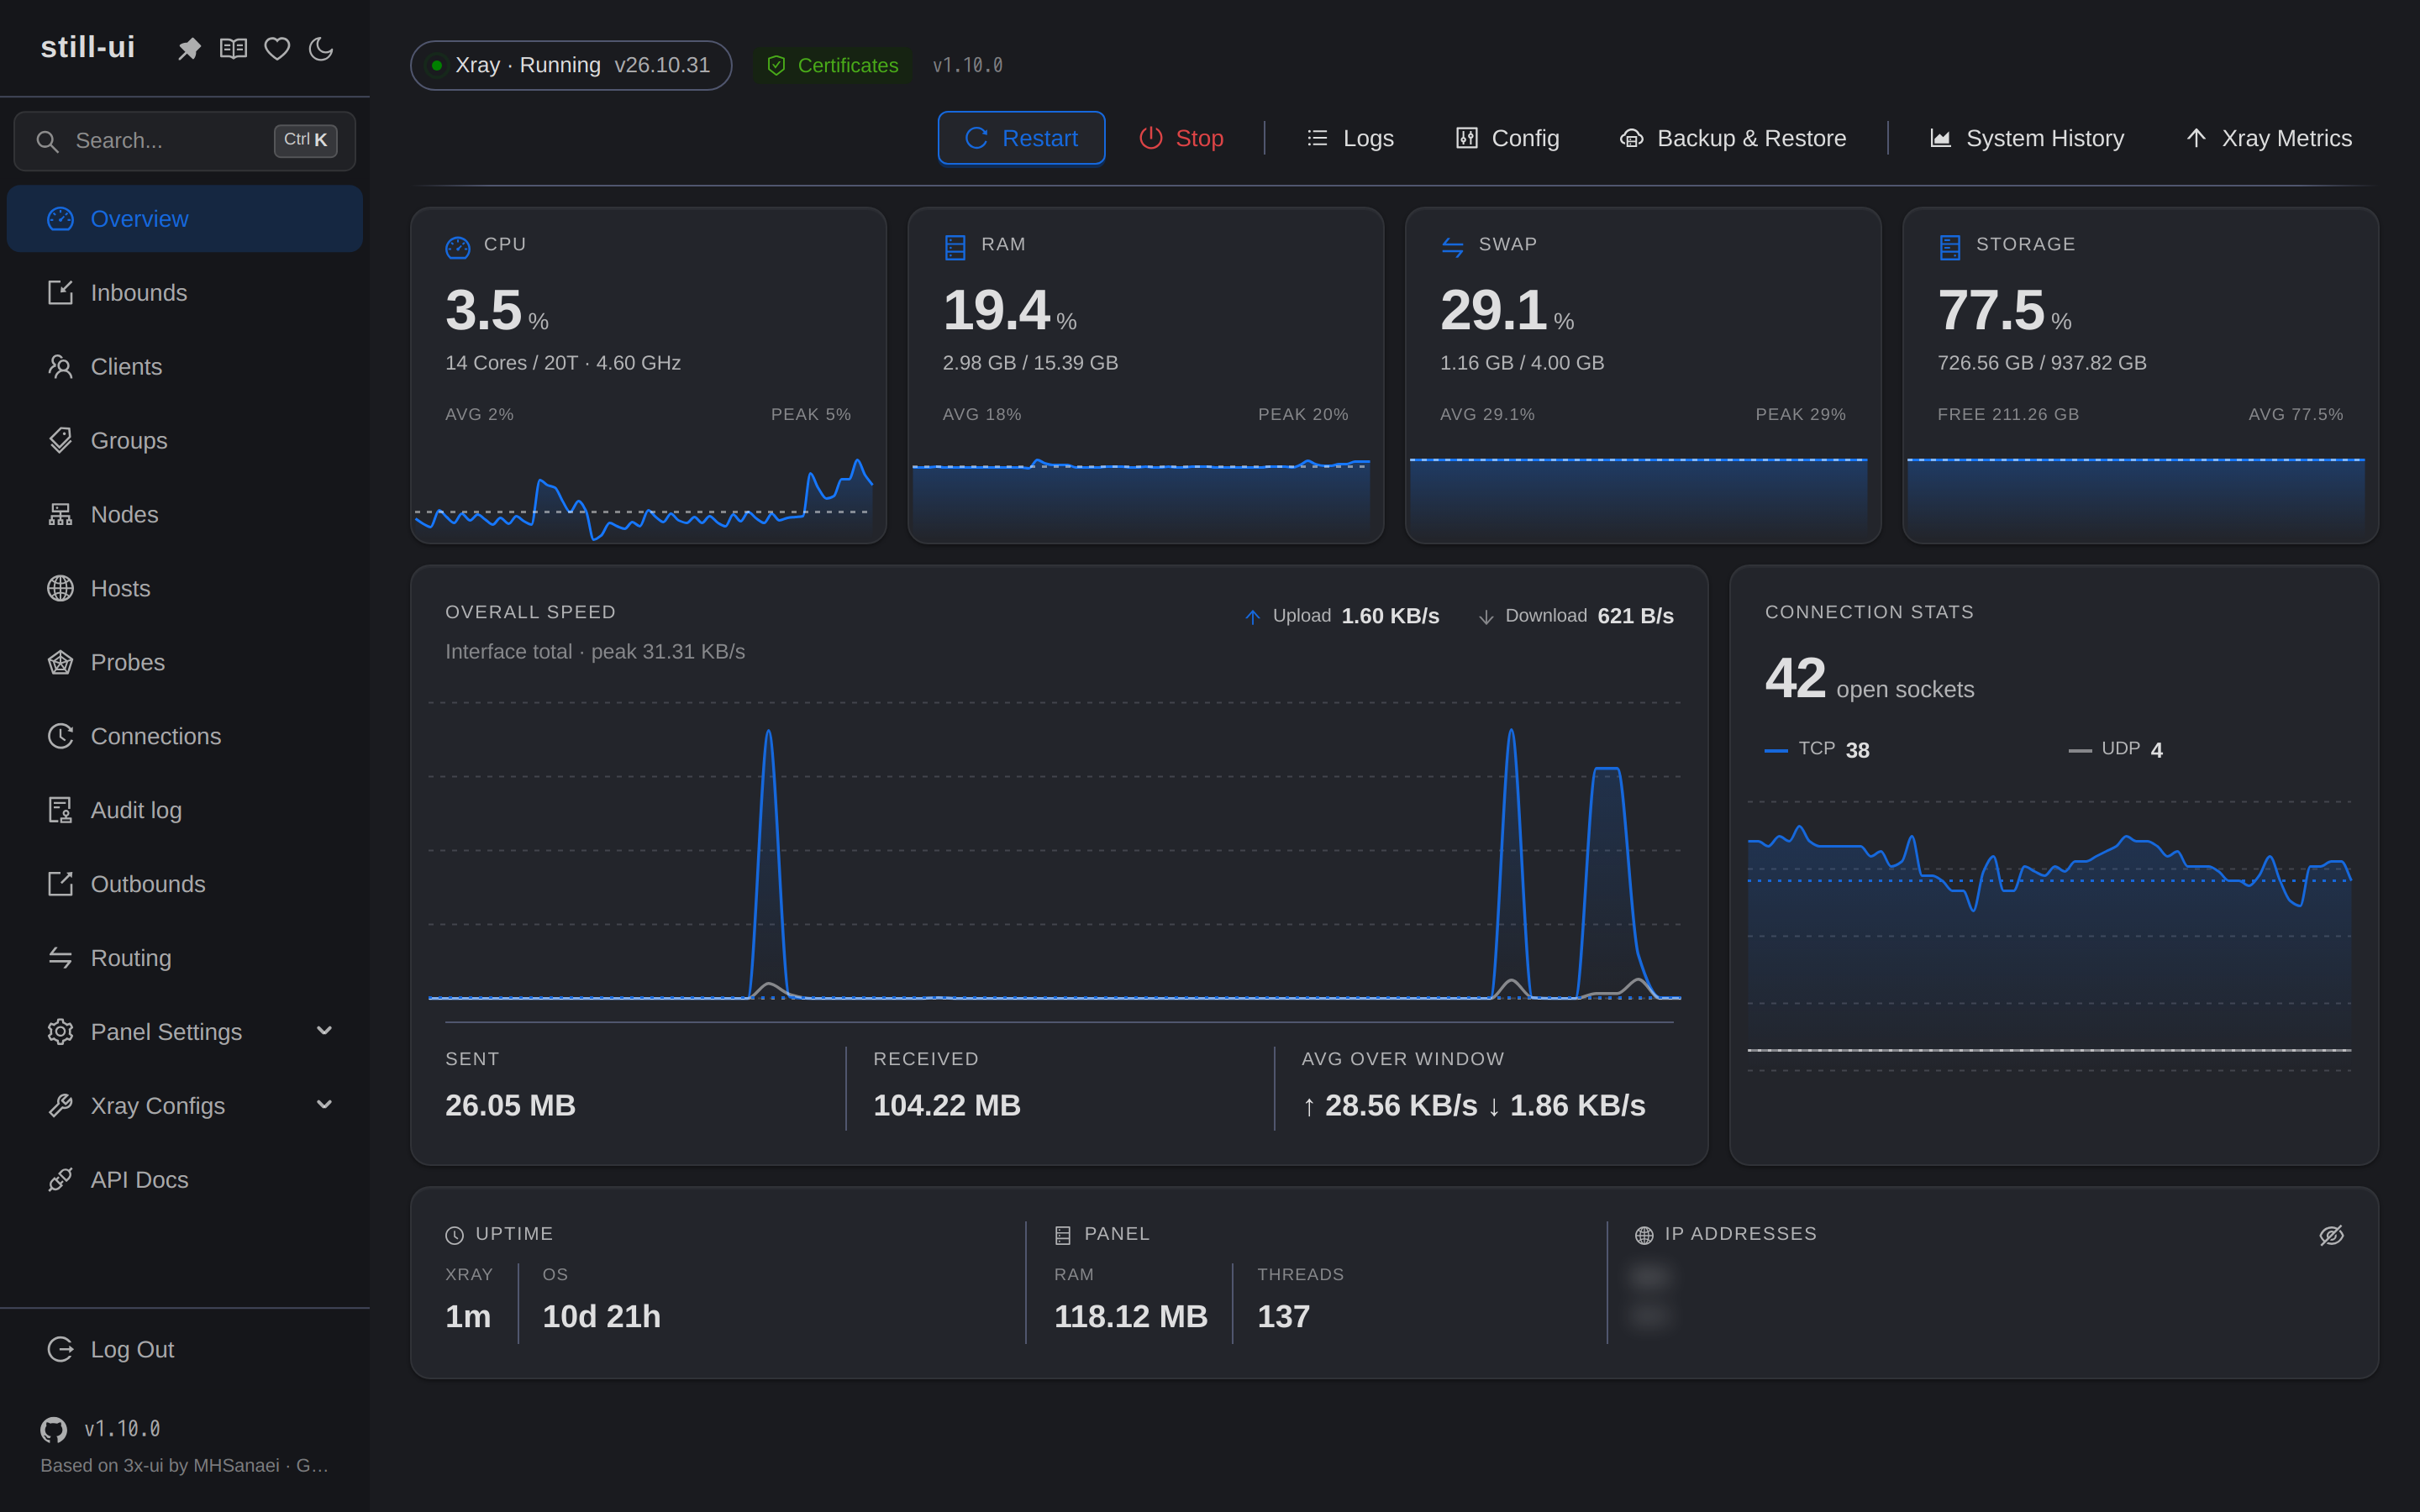 still-ui
Search...
Ctrl K
Overview
Inbounds
Clients
Groups
Nodes
Hosts
Probes
Connections
Audit log
Outbounds
Routing
Panel Settings
Xray Configs
API Docs
Log Out
v1.10.0
Based on 3x-ui by MHSanaei · G…
Xray · Running v26.10.31
Certificates
v1.10.0
Restart
Stop
Logs
Config
Backup & Restore
System History
Xray Metrics
CPU
3.5 %
14 Cores / 20T · 4.60 GHz
AVG 2% PEAK 5%
RAM
19.4 %
2.98 GB / 15.39 GB
AVG 18% PEAK 20%
SWAP
29.1 %
1.16 GB / 4.00 GB
AVG 29.1% PEAK 29%
STORAGE
77.5 %
726.56 GB / 937.82 GB
FREE 211.26 GB AVG 77.5%
OVERALL SPEED
Upload 1.60 KB/s Download 621 B/s
Interface total · peak 31.31 KB/s
SENT
26.05 MB
RECEIVED
104.22 MB
AVG OVER WINDOW
↑ 28.56 KB/s ↓ 1.86 KB/s
CONNECTION STATS
42 open sockets
TCP 38
UDP 4
UPTIME
XRAY
1m
OS
10d 21h
PANEL
RAM
118.12 MB
THREADS
137
IP ADDRESSES